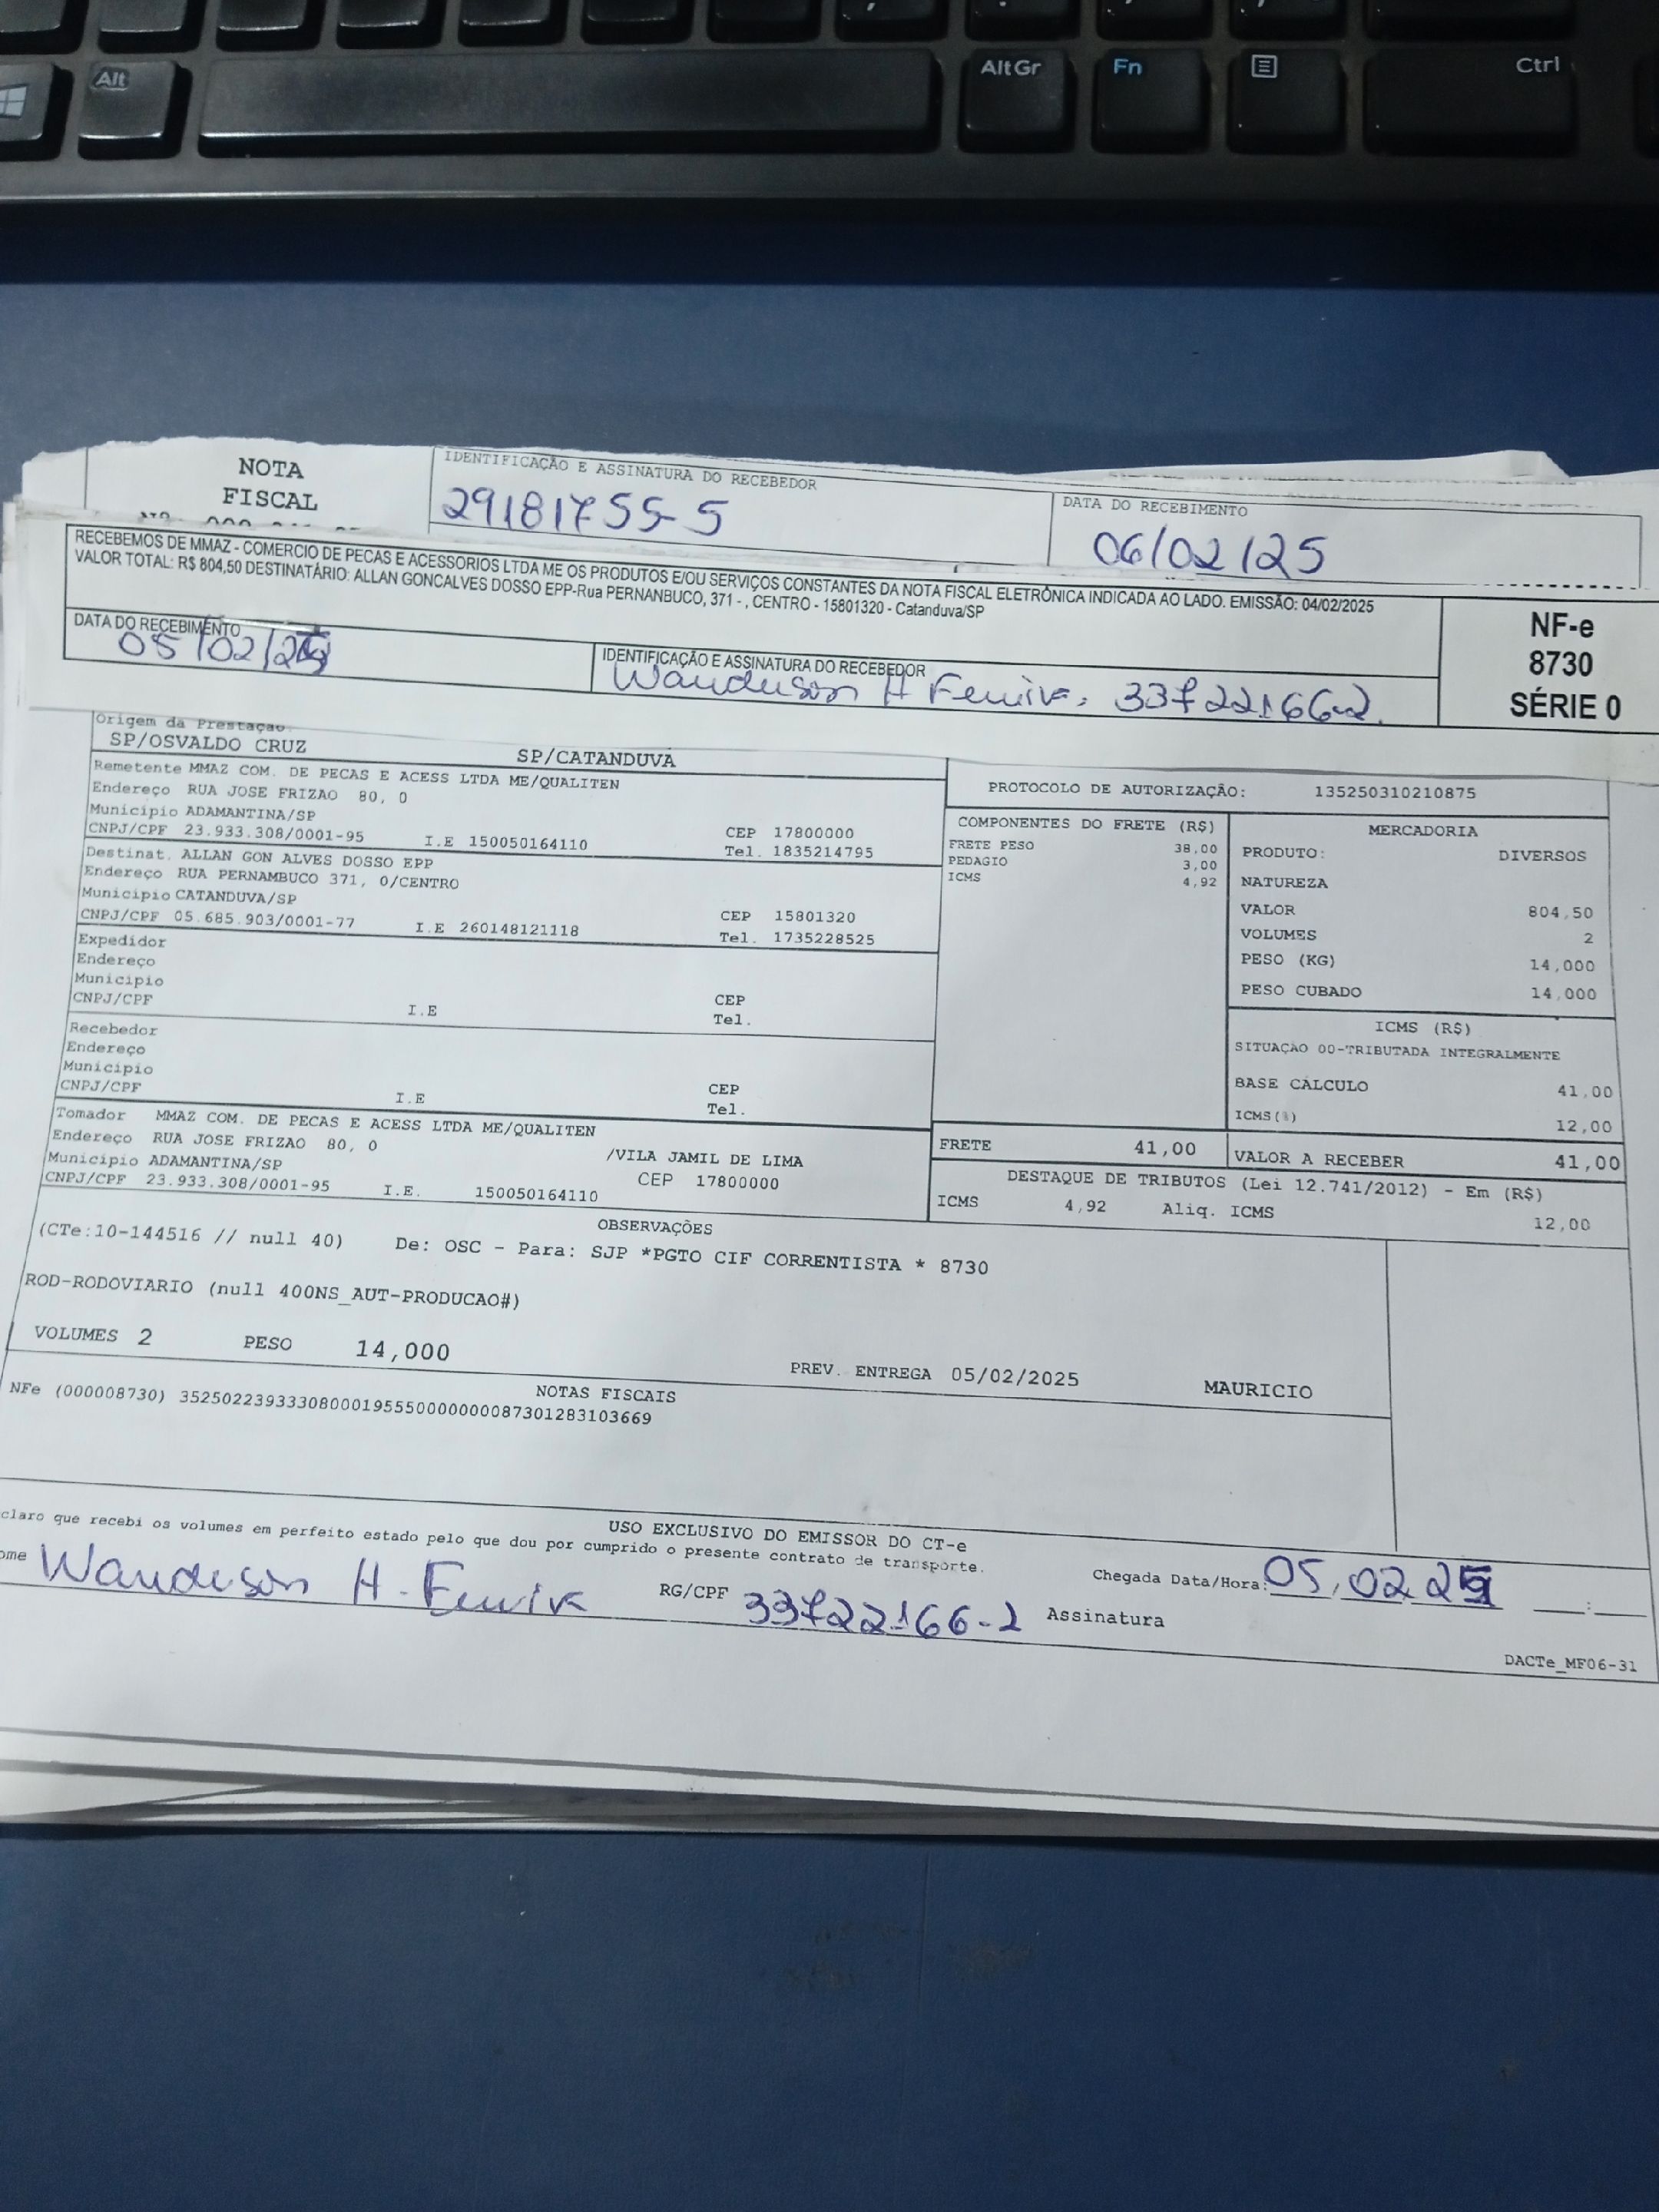 Alt
AltGr
Fn
Ctrl
NOTA
FISCAL
IDENTIFICAÇÃO E ASSINATURA DO RECEBEDOR
29181755-5
DATA DO RECEBIMENTO
06/02/25
RECEBEMOS DE MMAZ - COMERCIO DE PECAS E ACESSORIOS LTDA ME OS PRODUTOS E/OU SERVIÇOS CONSTANTES DA NOTA FISCAL ELETRÔNICA INDICADA AO LADO. EMISSÃO: 04/02/2025
VALOR TOTAL: R$ 804,50 DESTINATÁRIO: ALLAN GONCALVES DOSSO EPP-Rua PERNANBUCO, 371 - , CENTRO - 15801320 - Catanduva/SP
DATA DO RECEBIMENTO
05/02/25
IDENTIFICAÇÃO E ASSINATURA DO RECEBEDOR
H 33722166-2
NF-e
8730
SÉRIE 0
Origem da Prestação
SP/OSVALDO CRUZ
SP/CATANDUVA
Remetente MMAZ COM. DE PECAS E ACESS LTDA ME/QUALITEN
Endereço RUA JOSE FRIZAO 80, 0
Municipio ADAMANTINA/SP
CNPJ/CPF 23.933.308/0001-95 I.E 150050164110
CEP 17800000
Tel. 1835214795
Destinat. ALLAN GON ALVES DOSSO EPP
Endereço RUA PERNAMBUCO 371, 0/CENTRO
Municipio CATANDUVA/SP
CNPJ/CPF 05.685.903/0001-77 I.E 260148121118
CEP 15801320
Tel. 1735228525
Expedidor
Endereço
Municipio
CNPJ/CPF I.E
CEP
Tel.
Recebedor
Endereço
Municipio
CNPJ/CPF I.E
CEP
Tel.
Tomador MMAZ COM. DE PECAS E ACESS LTDA ME/QUALITEN
Endereço RUA JOSE FRIZAO 80, 0 /VILA JAMIL DE LIMA
Municipio ADAMANTINA/SP CEP 17800000
CNPJ/CPF 23.933.308/0001-95 I.E. 150050164110
PROTOCOLO DE AUTORIZAÇÃO: 135250310210875
COMPONENTES DO FRETE (R$)
FRETE PESO 38,00
PEDAGIO 3,00
ICMS 4,92
MERCADORIA
PRODUTO: DIVERSOS
NATUREZA
VALOR 804,50
VOLUMES 2
PESO (KG) 14,000
PESO CUBADO 14,000
ICMS (R$)
SITUAÇÃO 00-TRIBUTADA INTEGRALMENTE
BASE CÁLCULO 41,00
ICMS(%) 12,00
FRETE 41,00
VALOR A RECEBER 41,00
DESTAQUE DE TRIBUTOS (Lei 12.741/2012) - Em (R$)
ICMS 4,92 Aliq. ICMS 12,00
OBSERVAÇÕES
(CTe:10-144516 // null 40) De: OSC - Para: SJP *PGTO CIF CORRENTISTA * 8730
ROD-RODOVIARIO (null 400NS_AUT-PRODUCAO#)
VOLUMES 2 PESO 14,000 PREV. ENTREGA 05/02/2025 MAURICIO
NOTAS FISCAIS
NFe (000008730) 35250223933308000195550000000087301283103669
USO EXCLUSIVO DO EMISSOR DO CT-e
claro que recebi os volumes em perfeito estado pelo que dou por cumprido o presente contrato de transporte.
ome H RG/CPF 33722166-2 Assinatura
Chegada Data/Hora: 05.02.25 __:__
DACTe_MF06-31